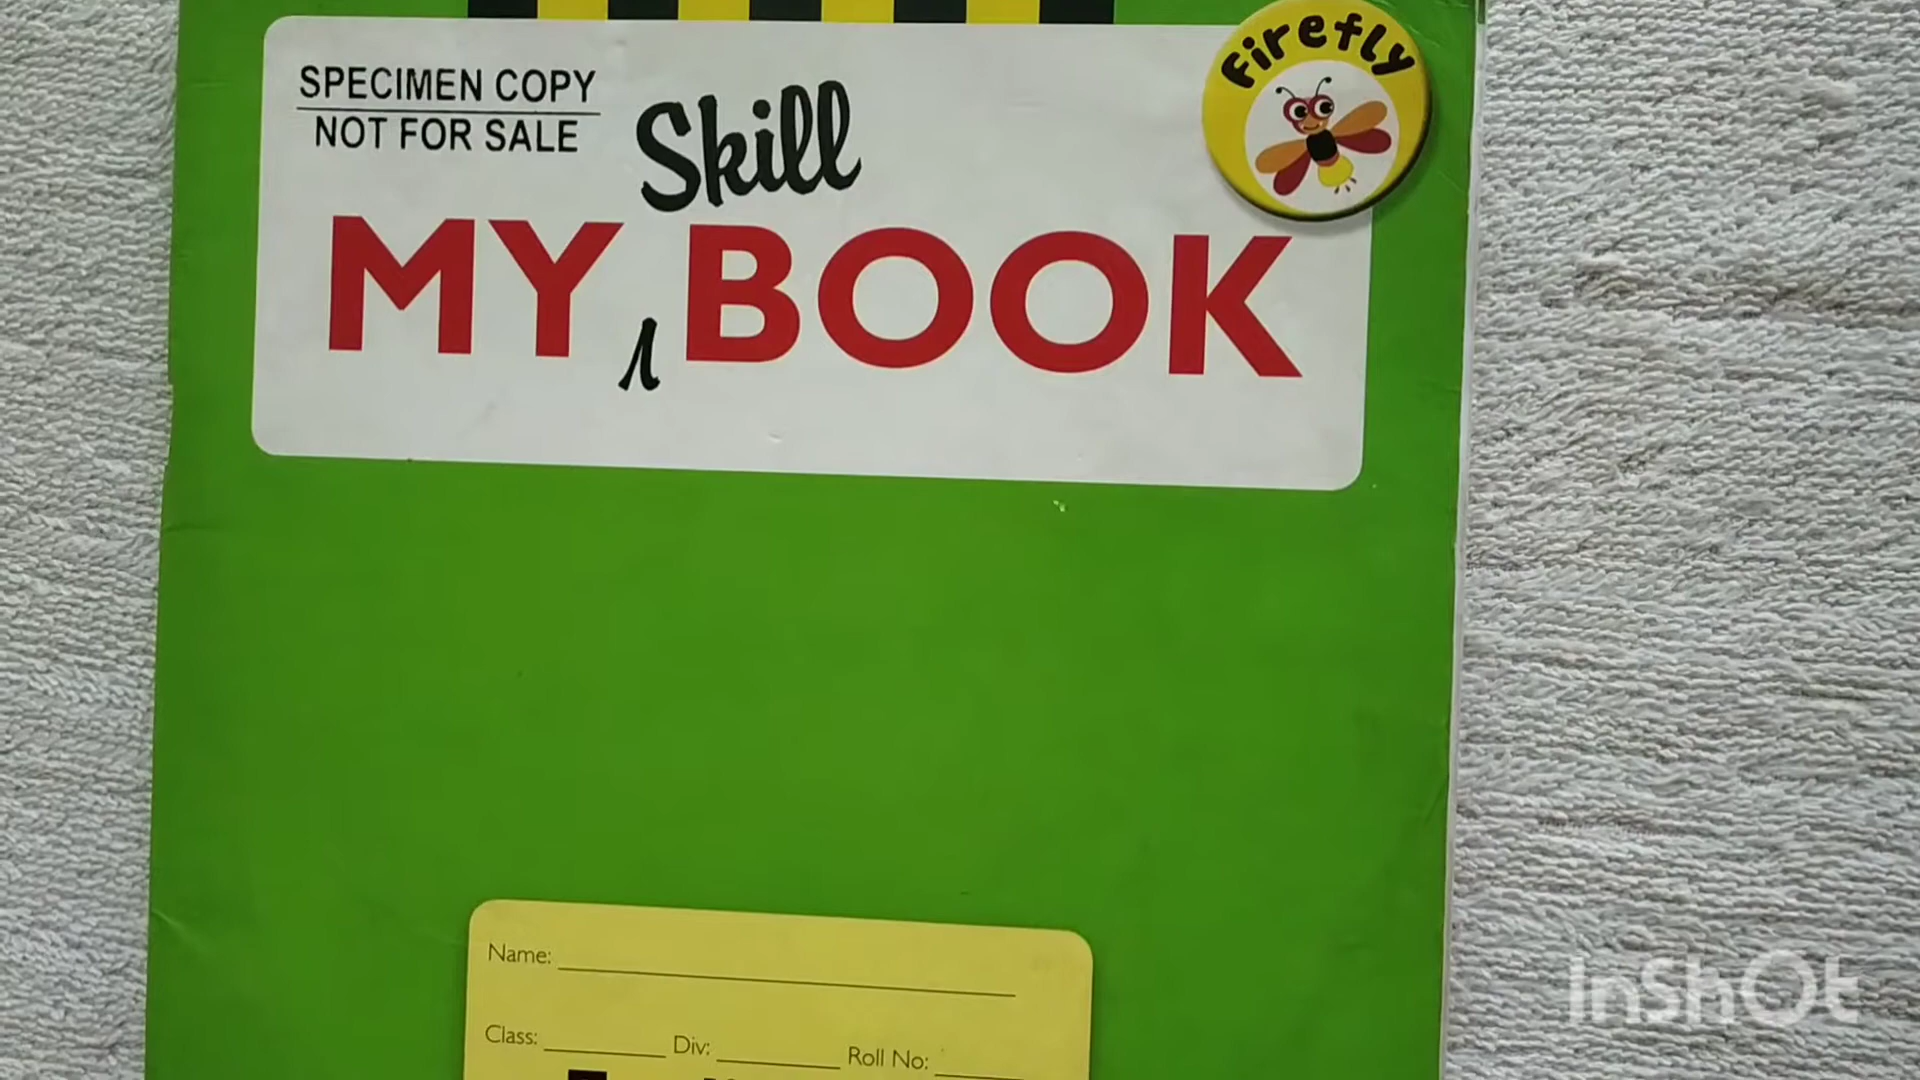 Firefly
SPECIMEN COPY
NOT FOR SALE
Skill
MY BOOK
Name:
Class: Div: Roll No:
InShOt